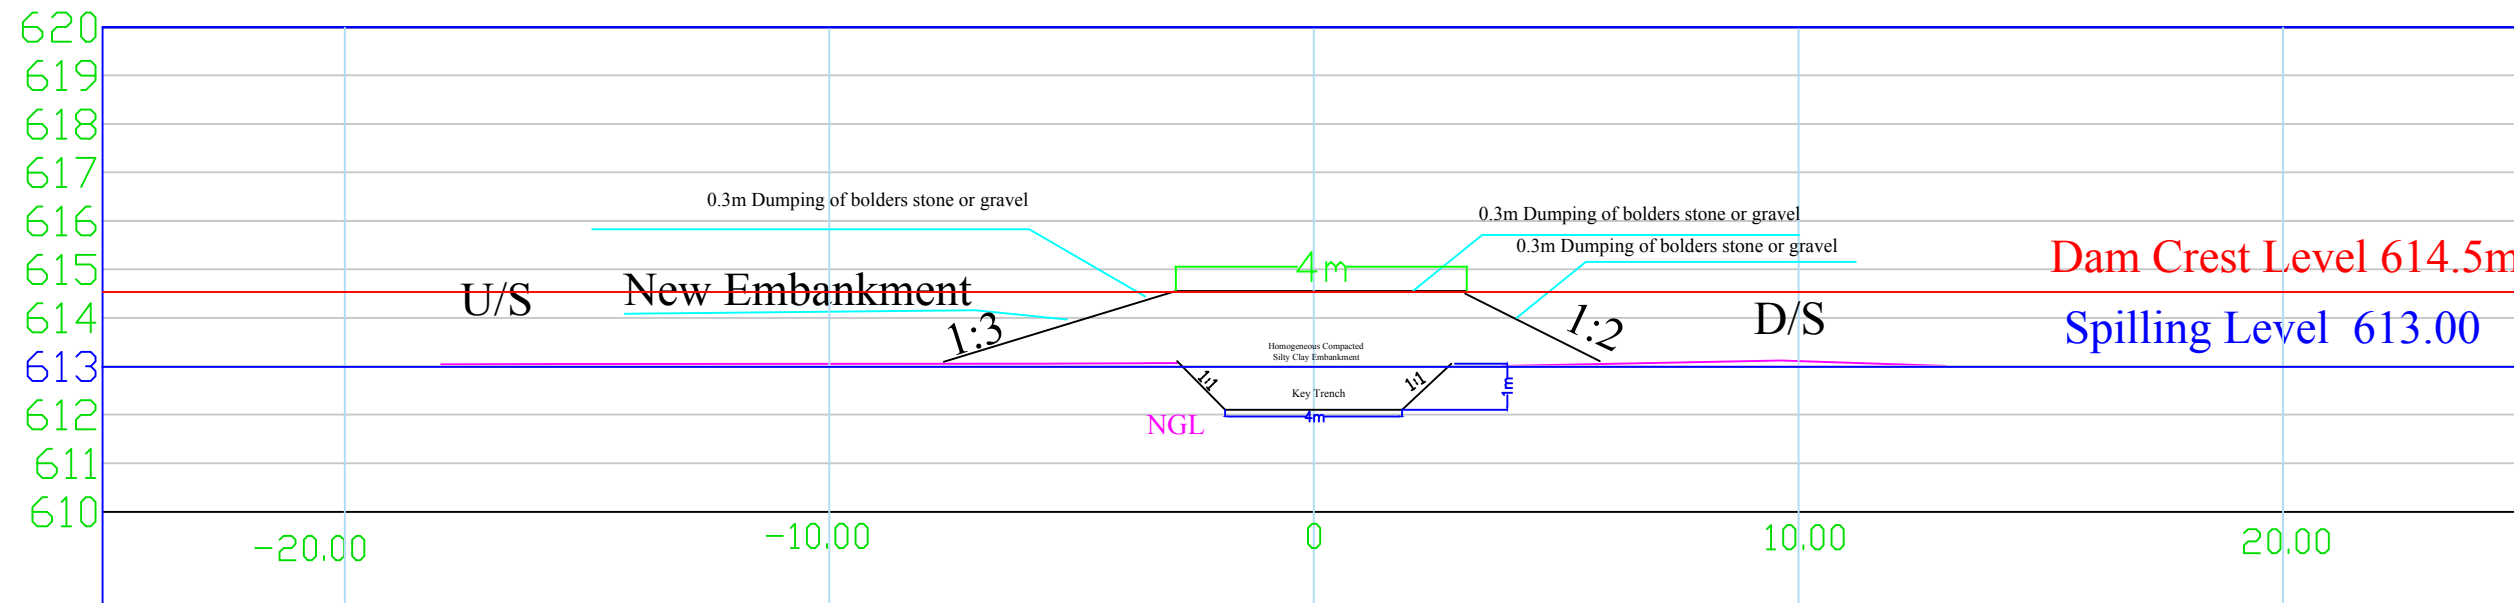 620
619
618
617
616
615
614
613
612
611
610
0.3m Dumping of bolders stone or gravel
0.3m Dumping of bolders stone or gravel
0.3m Dumping of bolders stone or gravel
4m
Dam Crest Level 614.5m
U/S
New Embankment
1:3
1:2
D/S
Spilling Level 613.00
Homogeneous Compacted
Silty Clay Embankment
1:1
1:1
1m
Key Trench
4m
NGL
-20.00
-10.00
0
10.00
20.00